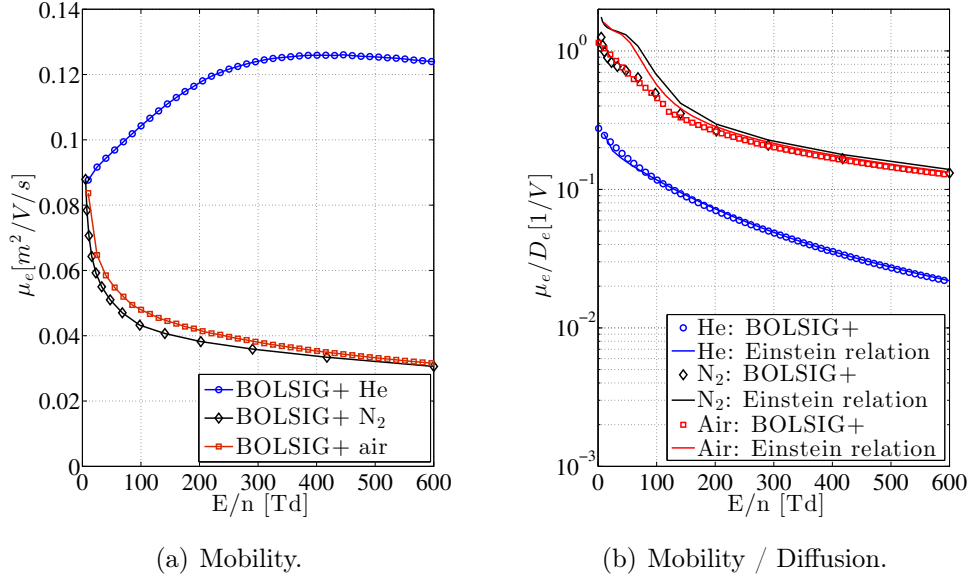 0.14
0.12
0.1
0.08
0.06
0.04
0.02
0
μₑ[m²/V/s]
BOLSIG+ He
BOLSIG+ N₂
BOLSIG+ air
0 100 200 300 400 500 600
E/n [Td]
(a) Mobility.
10⁰
10⁻¹
10⁻²
10⁻³
μₑ/Dₑ[1/V]
He: BOLSIG+
He: Einstein relation
N₂: BOLSIG+
N₂: Einstein relation
Air: BOLSIG+
Air: Einstein relation
0 100 200 300 400 500 600
E/n [Td]
(b) Mobility / Diffusion.